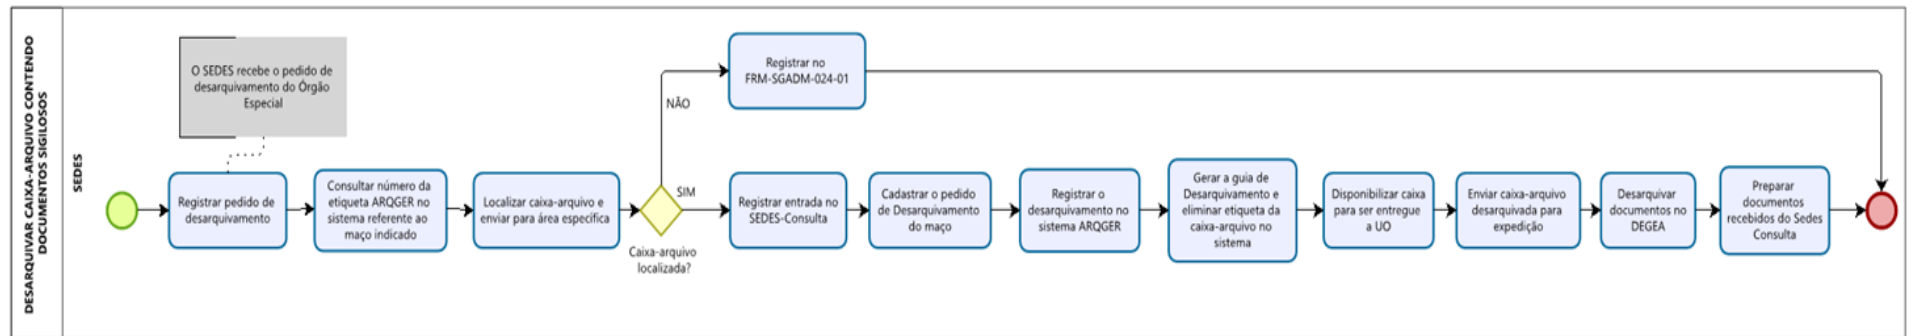 DESARQUIVAR CAIXA-ARQUIVO CONTENDO
DOCUMENTOS SIGILOSOS
SEDES
O SEDES recebe o pedido de
desarquivamento do Órgão
Especial
Registrar pedido de
desarquivamento
Consultar número da
etiqueta ARQGER no
sistema referente ao
maço indicado
Localizar caixa-arquivo e
enviar para área específica
Caixa-arquivo
localizada?
NÃO
Registrar no
FRM-SGADM-024-01
SIM
Registrar entrada no
SEDES-Consulta
Cadastrar o pedido
de Desarquivamento
do maço
Registrar o
desarquivamento no
sistema ARQGER
Gerar a guia de
Desarquivamento e
eliminar etiqueta da
caixa-arquivo no
sistema
Disponibilizar caixa
para ser entregue
a UO
Enviar caixa-arquivo
desarquivada para
expedição
Desarquivar
documentos no
DEGEA
Preparar
documentos
recebidos do Sedes
Consulta